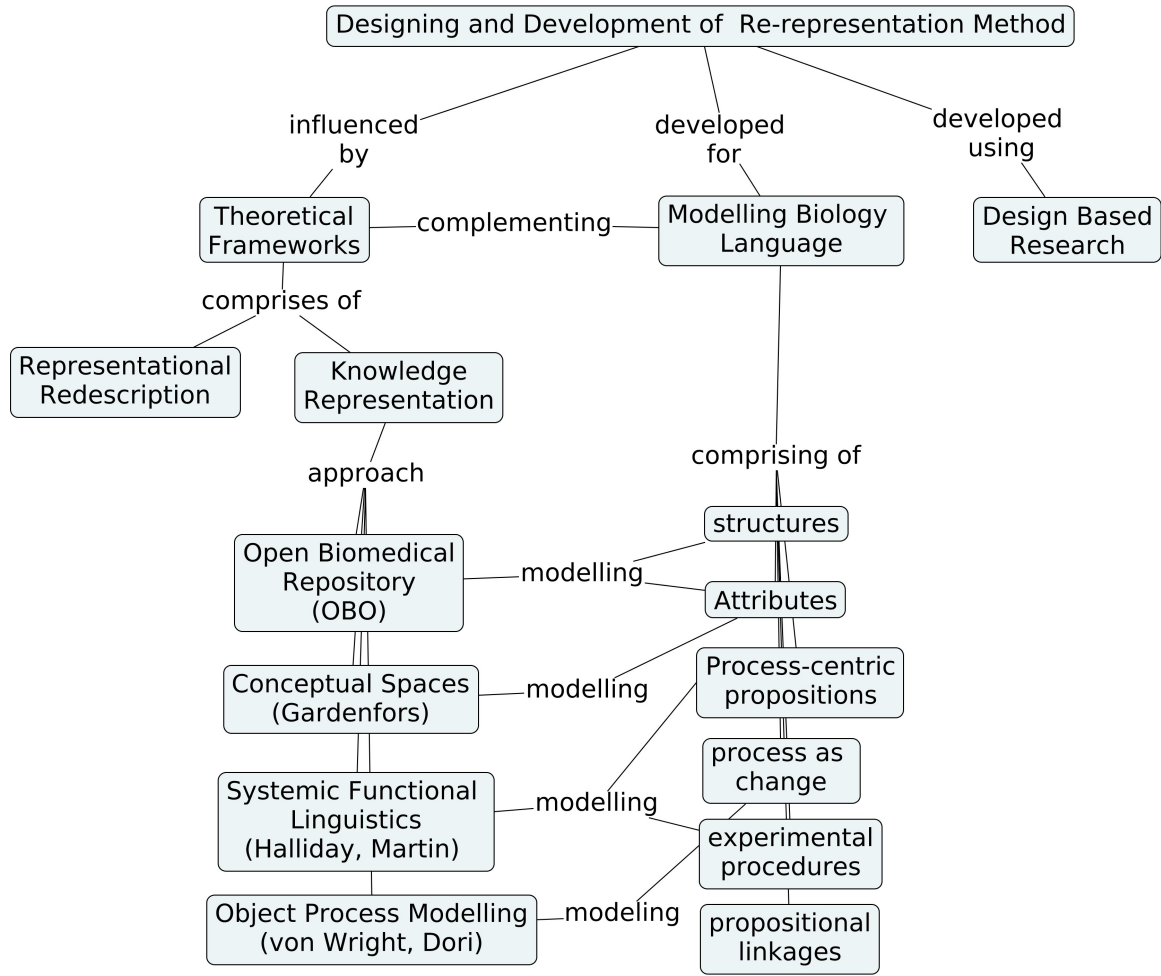 Designing and Development of  Re-representation Method
influenced
by
developed
for
developed
using
Theoretical
Frameworks
complementing
Modelling Biology
Language
Design Based
Research
comprises of
Representational
Redescription
Knowledge
Representation
approach
comprising of
structures
Open Biomedical
Repository
(OBO)
modelling
Attributes
Conceptual Spaces
(Gardenfors)
modelling
Process-centric
propositions
process as
change
Systemic Functional
Linguistics
(Halliday, Martin)
modelling
experimental
procedures
Object Process Modelling
(von Wright, Dori)
modeling
propositional
linkages